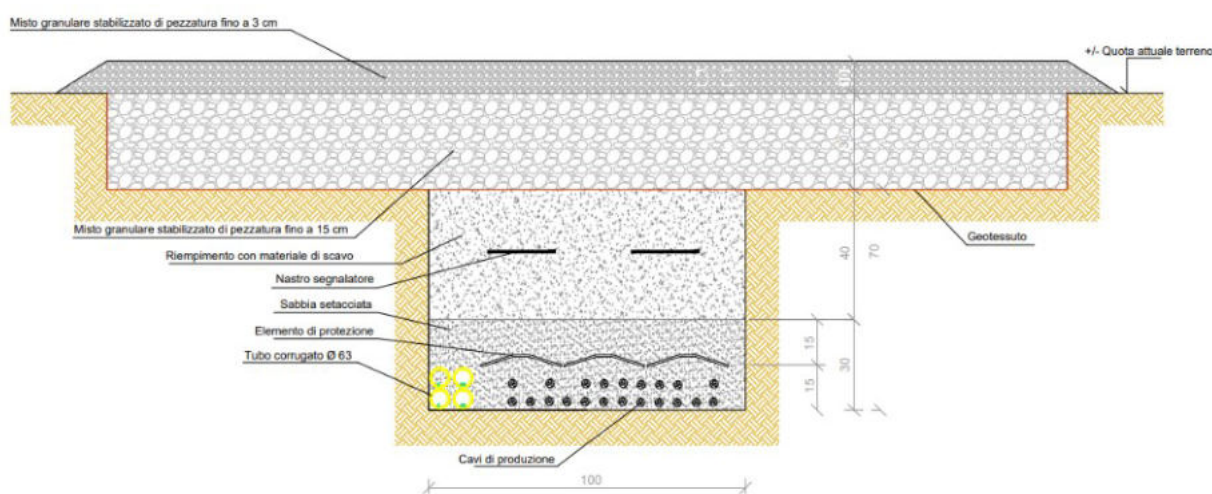 Misto granulare stabilizzato di pezzatura fino a 3 cm
+/- Quota attuale terreno
Misto granulare stabilizzato di pezzatura fino a 15 cm
Geotessuto
Riempimento con materiale di scavo
40
70
Nastro segnalatore
Sabbia setacciata
Elemento di protezione
15
Tubo corrugato Ø 63
30
15
Cavi di produzione
100